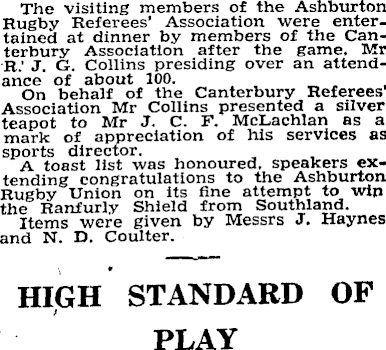 The visiting members of the Ashburton
Rugby Referees' Association were enter-
tained at dinner by members of the Can-
terbury Association after the game, Mr
R. J. G. Collins presiding over an attend-
ance of about 100.
On behalf of the Canterbury Referees'
Association Mr Collins presented a silver
teapot to Mr J. C. F. McLachlan as a
mark of appreciation of his services as
sports director.
A toast list was honoured, speakers ex-
tending congratulations to the Ashburton
Rugby Union on its fine attempt to win
the Ranfurly Shield from Southland.
Items were given by Messrs J. Haynes
and N. D. Coulter.
HIGH STANDARD OF
PLAY